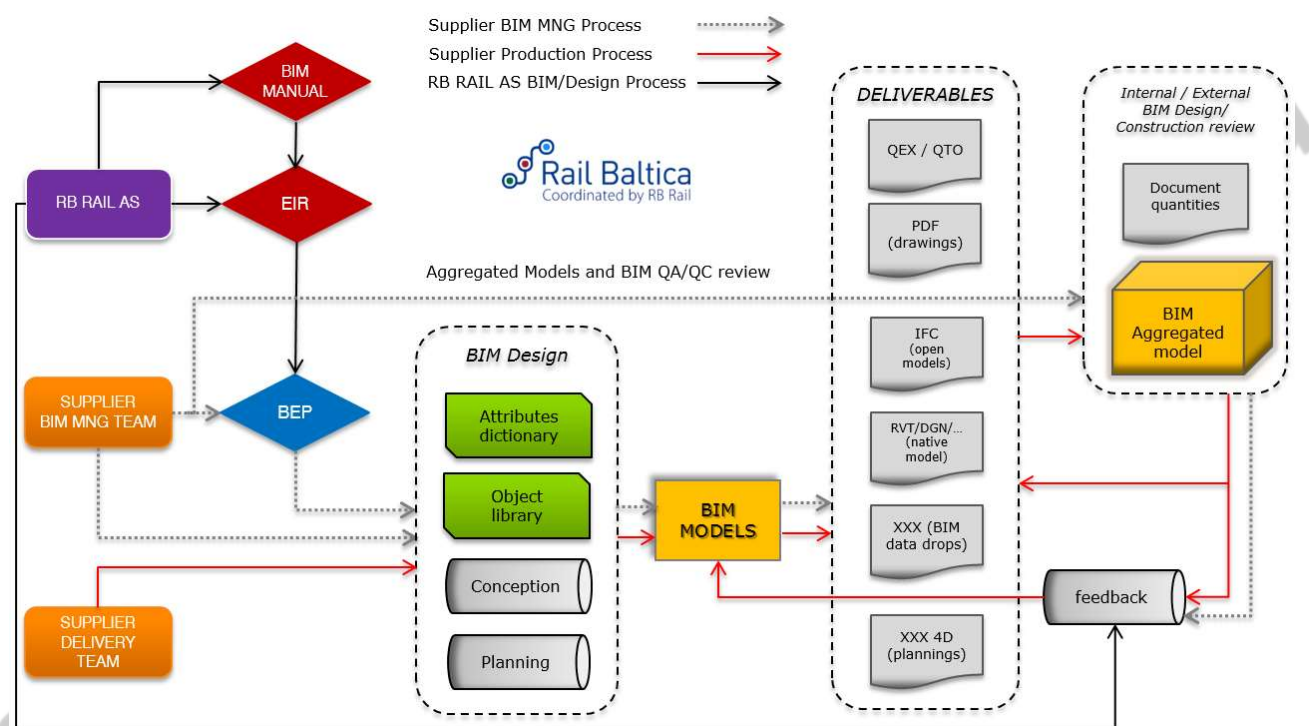 Supplier BIM MNG Process
Supplier Production Process
RB RAIL AS BIM/Design Process
BIM
MANUAL
RB RAIL AS
EIR
Rail Baltica
Coordinated by RB Rail
Aggregated Models and BIM QA/QC review
SUPPLIER
BIM MNG TEAM
BEP
SUPPLIER
DELIVERY
TEAM
BIM Design
Attributes
dictionary
Object
library
Conception
Planning
BIM
MODELS
DELIVERABLES
QEX / QTO
PDF
(drawings)
IFC
(open
models)
RVT/DGN/...
(native
model)
XXX (BIM
data drops)
XXX 4D
(plannings)
Internal / External
BIM Design/
Construction review
Document
quantities
BIM
Aggregated
model
feedback